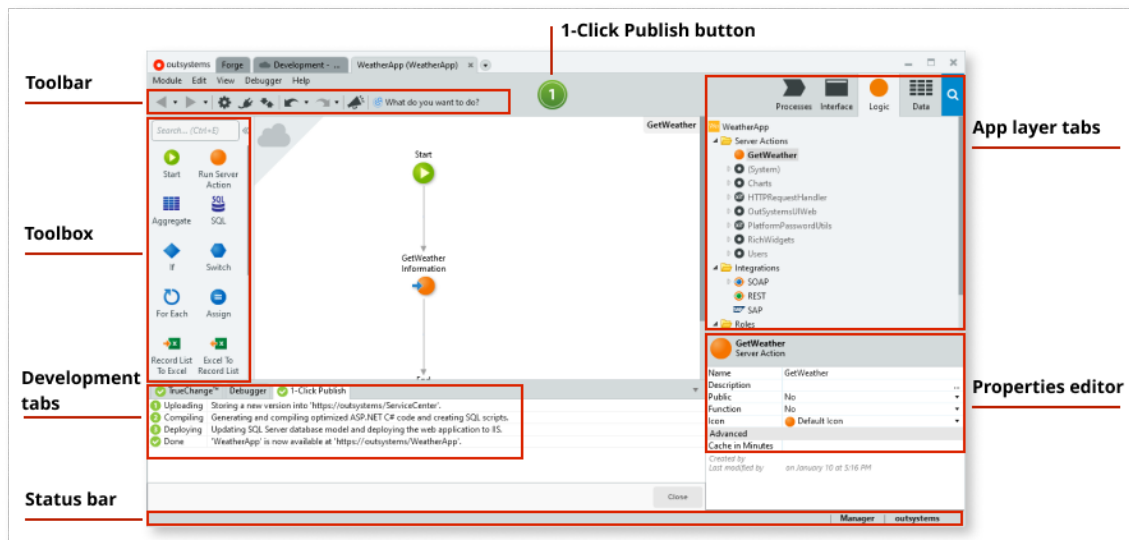 1-Click Publish button
Toolbar
Toolbox
Development
tabs
Status bar
App layer tabs
Properties editor
outsystems
Forge
Development - ...
WeatherApp (WeatherApp)
Module Edit View Debugger Help
What do you want to do?
1
Processes
Interface
Logic
Data
Search... (Ctrl+E)
Start
Run Server
Action
Aggregate
SQL
SQL
If
Switch
For Each
Assign
Record List
To Excel
Excel To
Record List
GetWeather
Start
GetWeather
Information
End
WeatherApp
Server Actions
GetWeather
(System)
Charts
HTTPRequestHandler
OutSystemsUIWeb
PlatformPasswordUtils
RichWidgets
Users
Integrations
SOAP
REST
SAP
Roles
GetWeather
Server Action
Name GetWeather
Description ...
Public No
Function No
Icon Default Icon
Advanced
Cache in Minutes
Created by
Last modified by on January 10 at 5:16 PM
TrueChange™ Debugger 1-Click Publish
1 Uploading Storing a new version into 'https://outsystems/ServiceCenter'.
2 Compiling Generating and compiling optimized ASP.NET C# code and creating SQL scripts.
3 Deploying Updating SQL Server database model and deploying the web application to IIS.
Done 'WeatherApp' is now available at 'https://outsystems/WeatherApp'.
Close
Manager outsystems